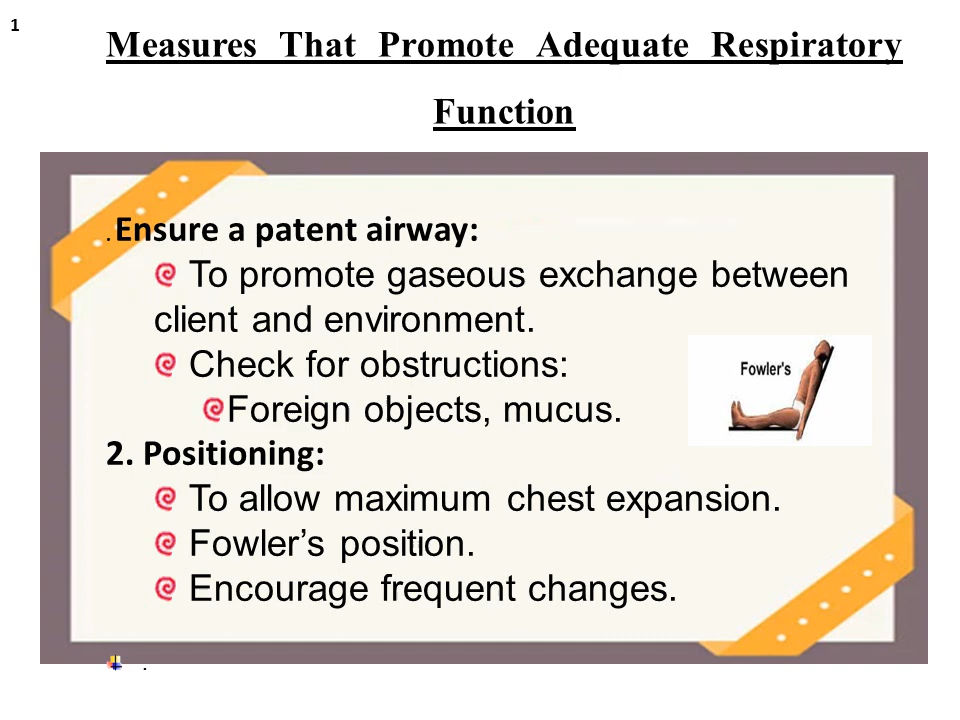 1
Measures That Promote Adequate Respiratory
Function
. Ensure a patent airway:
To promote gaseous exchange between
client and environment.
Check for obstructions:
Foreign objects, mucus.
Fowler's
2. Positioning:
To allow maximum chest expansion.
Fowler’s position.
Encourage frequent changes.
.